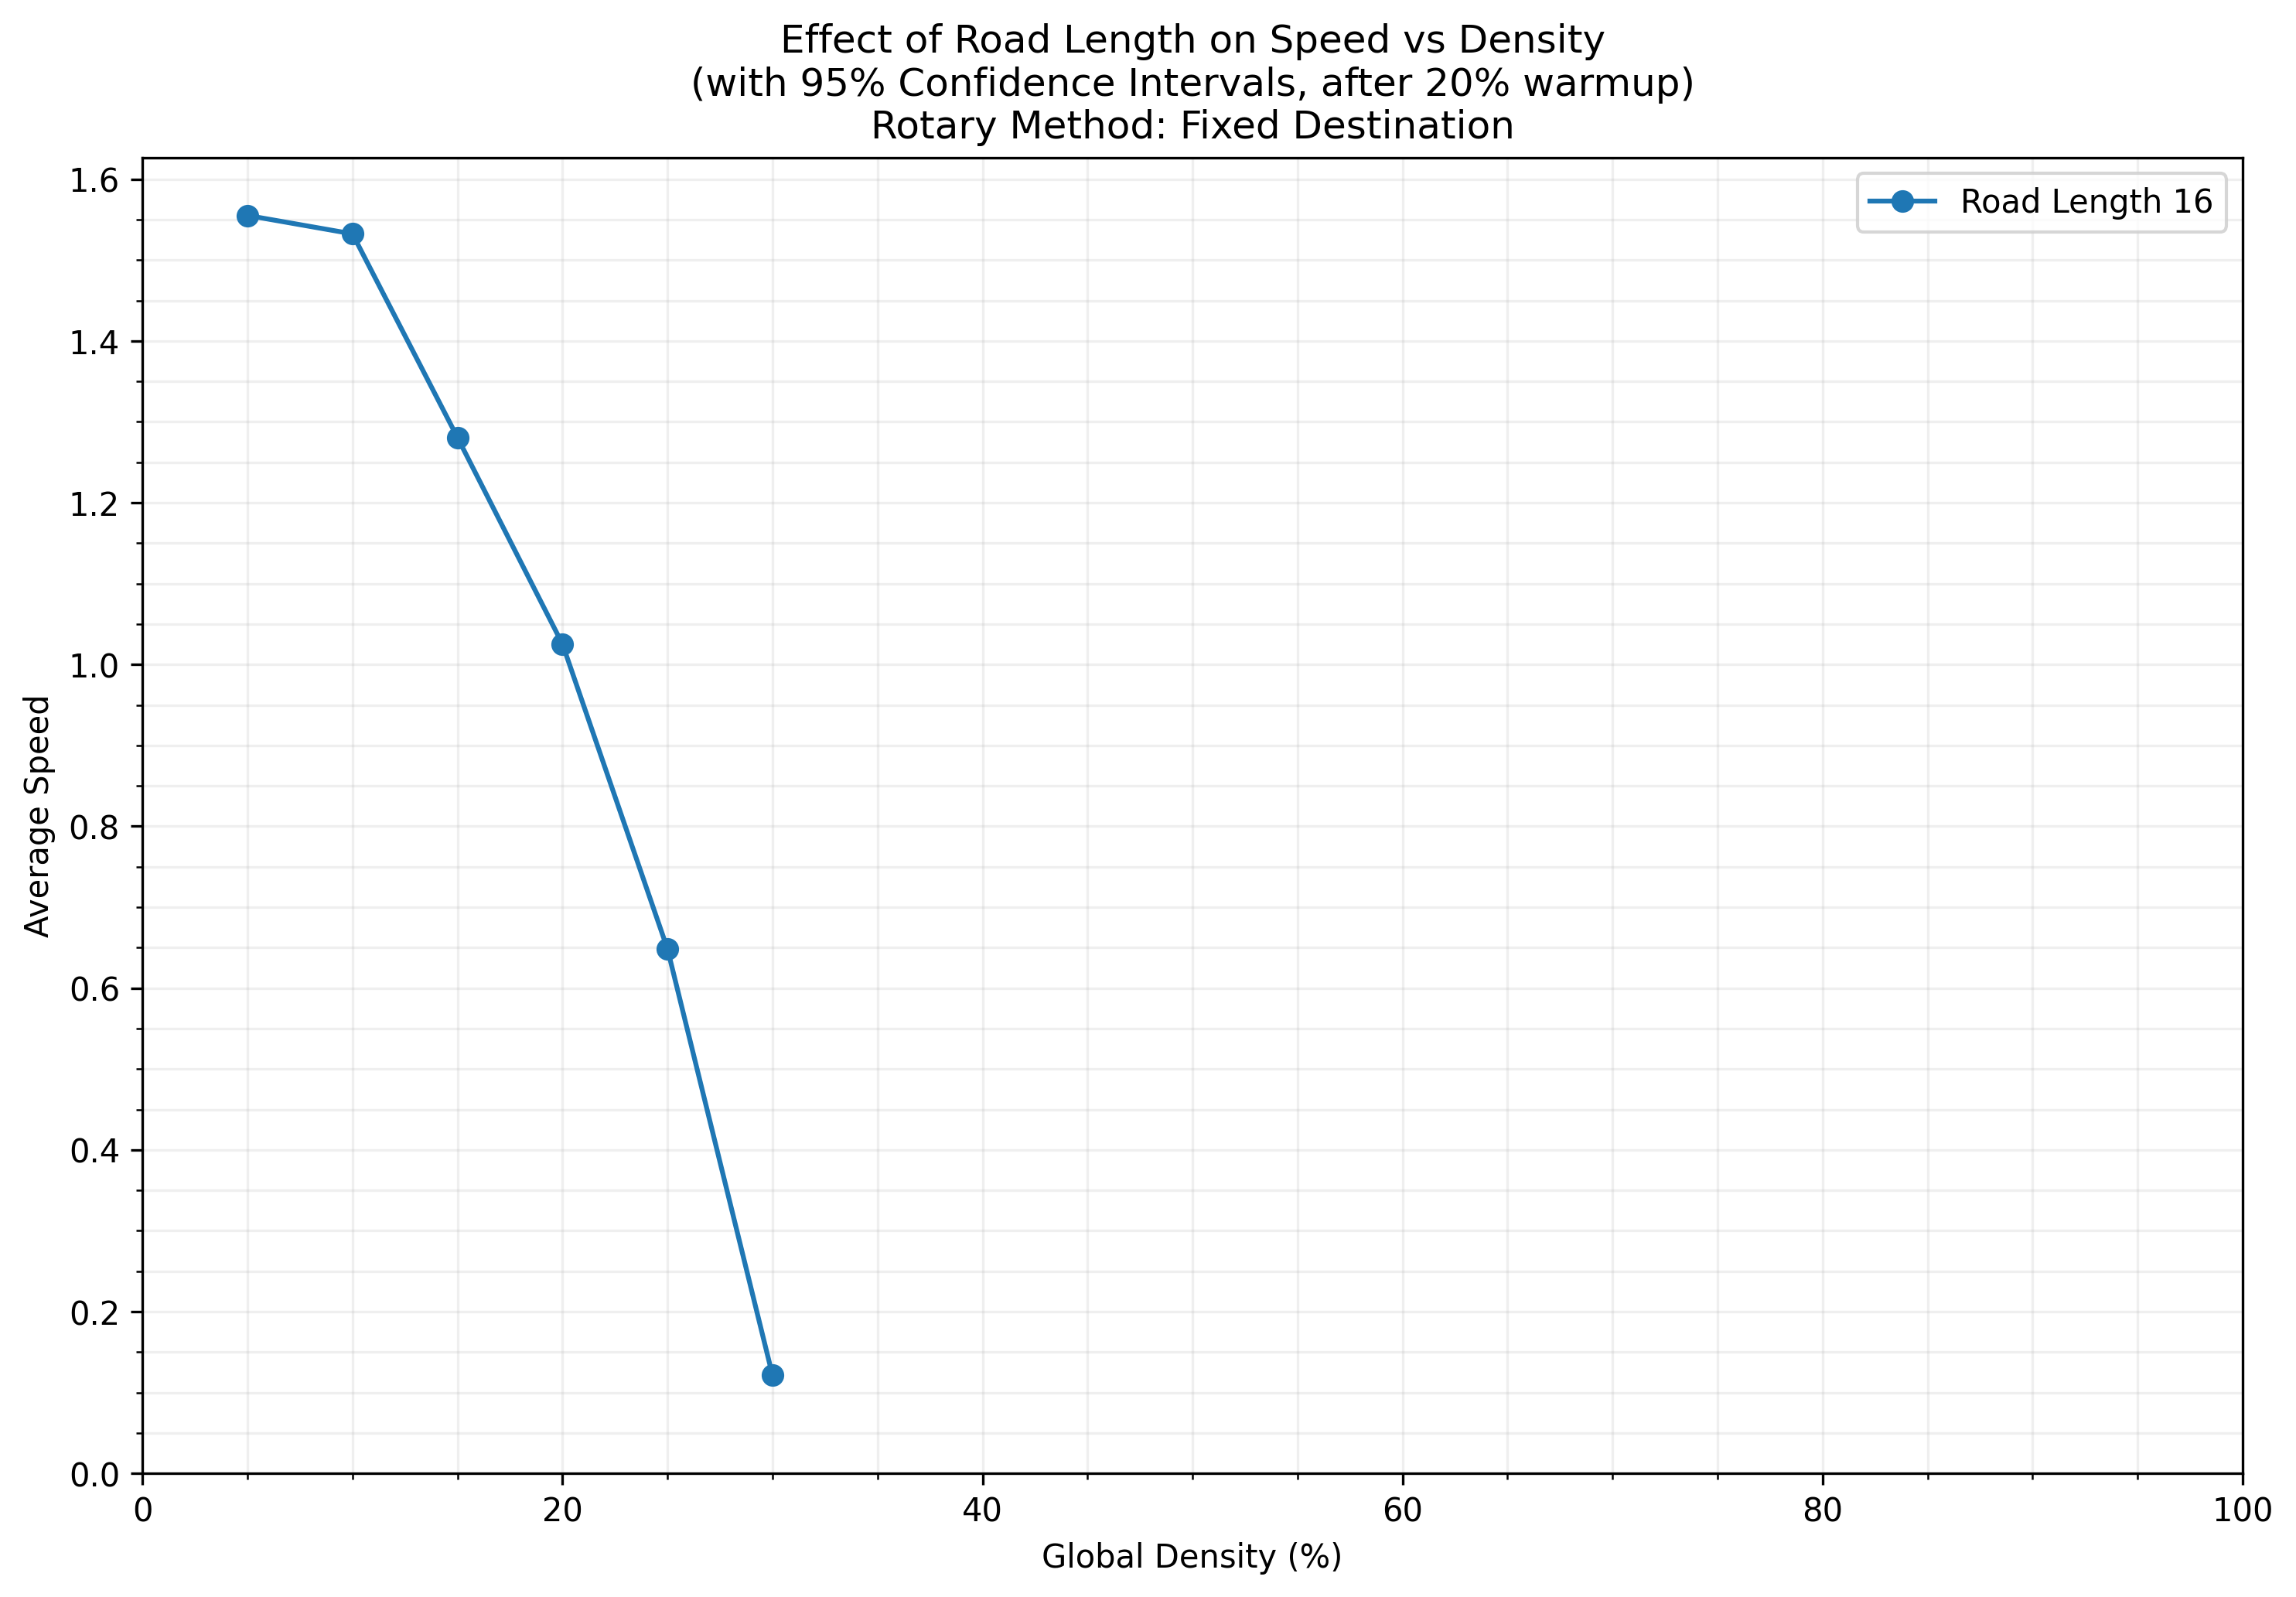 Effect of Road Length on Speed vs Density
(with 95% Confidence Intervals, after 20% warmup)
Rotary Method: Fixed Destination
Road Length 16
1.6
1.4
1.2
1.0
0.8
0.6
0.4
0.2
0.0
Average Speed
0 20 40 60 80 100
Global Density (%)